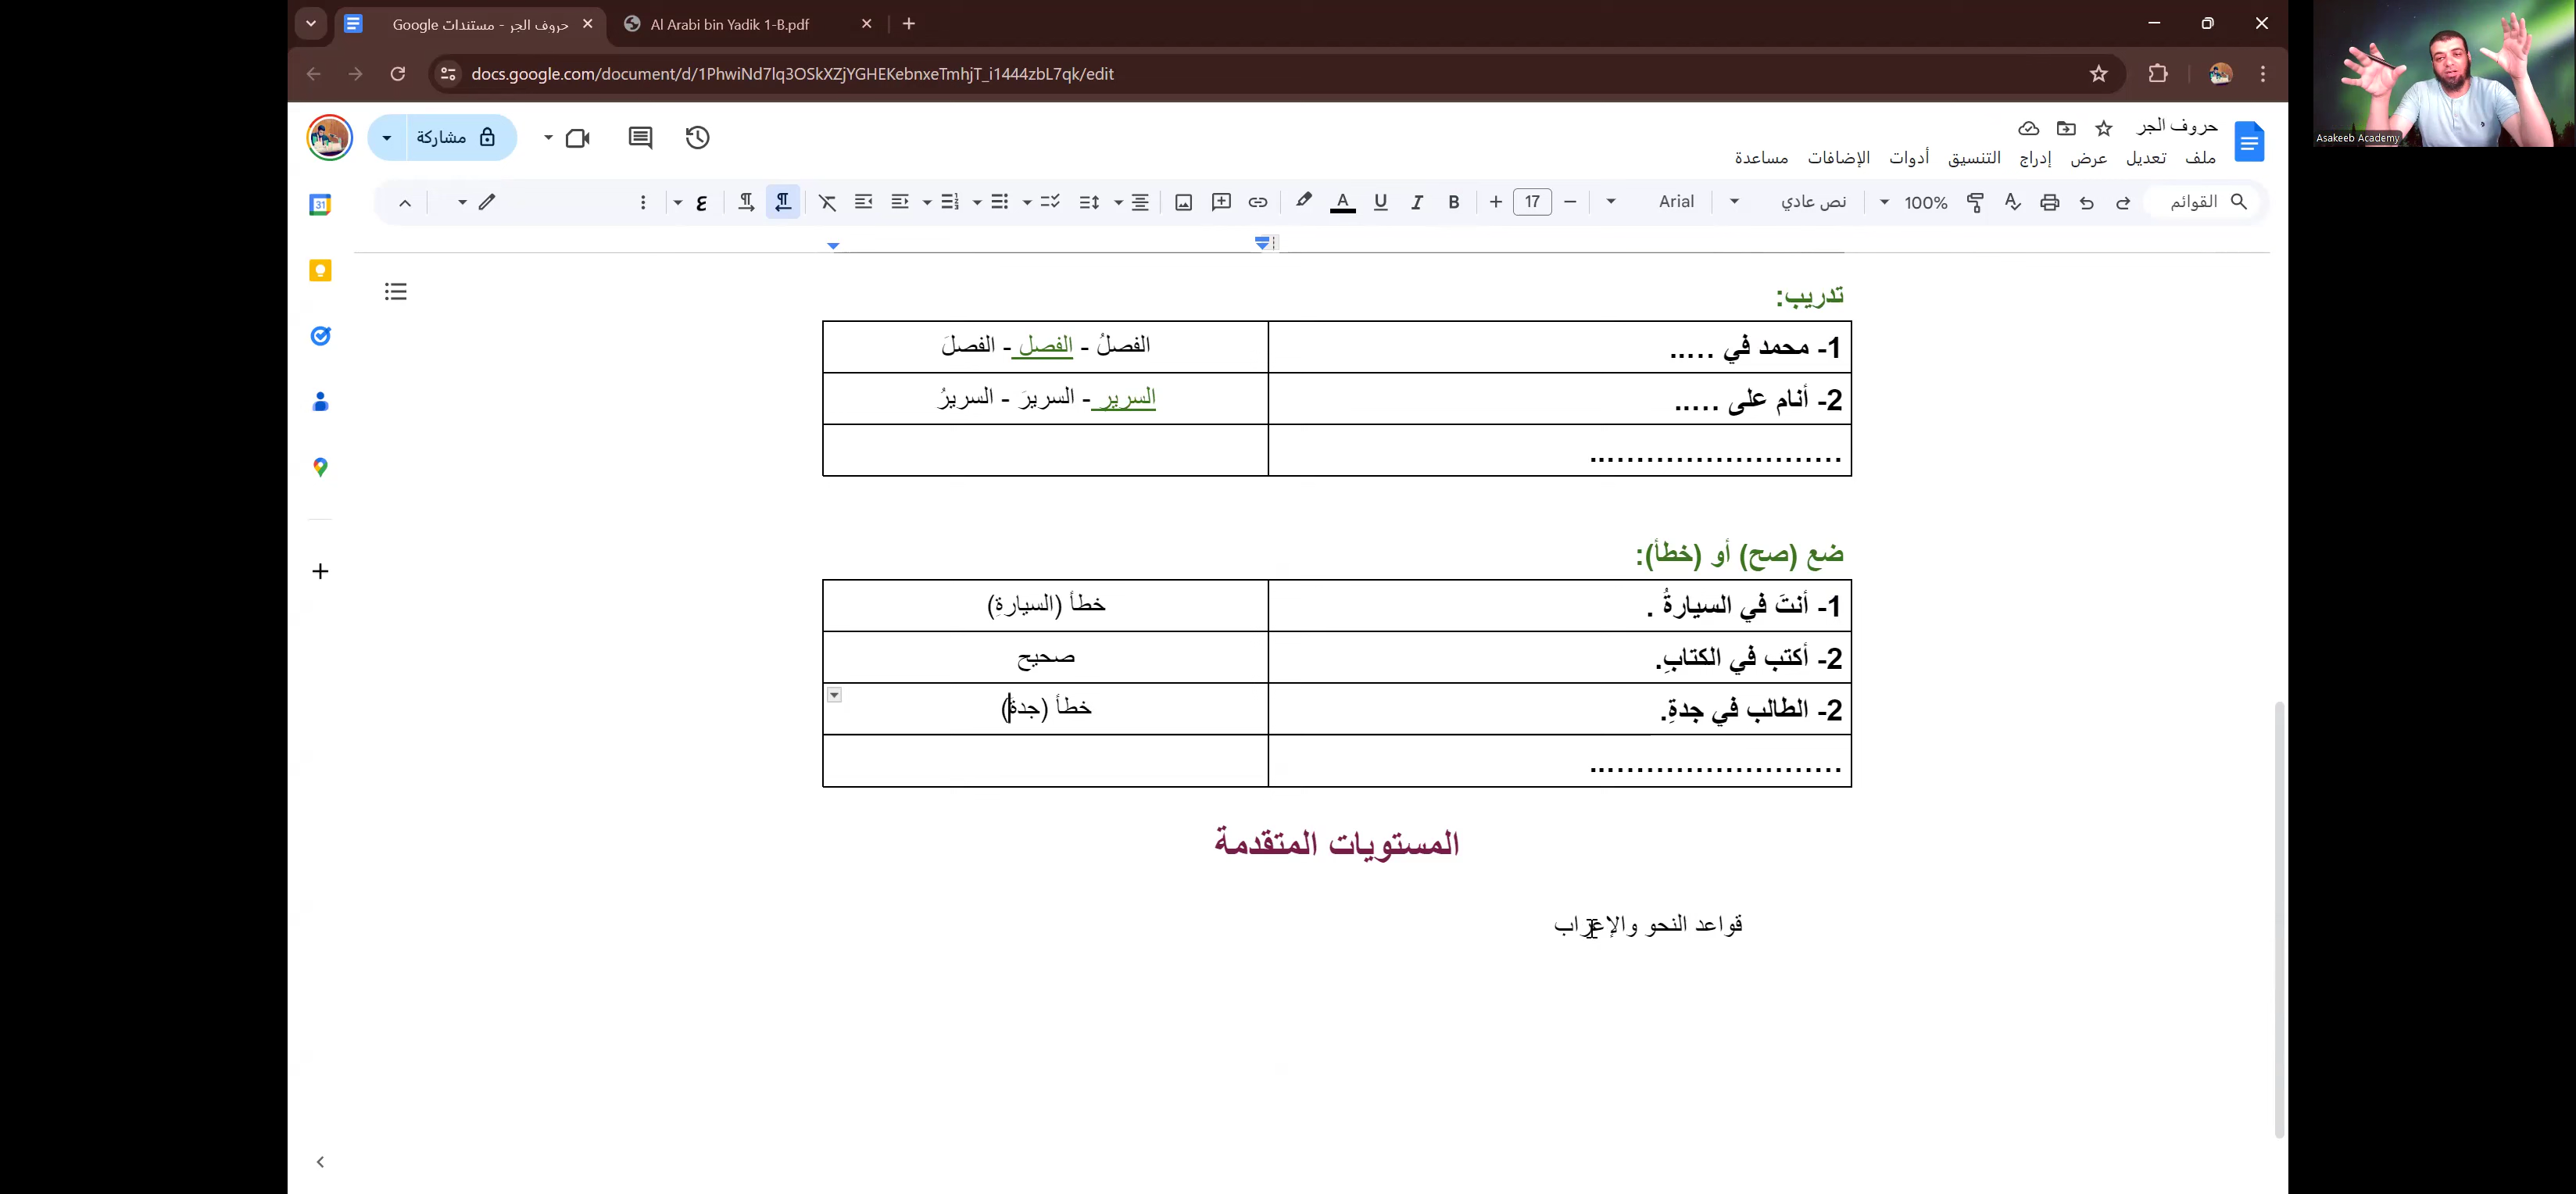 حروف الجر - مستندات Google
Al Arabi bin Yadik 1-B.pdf
docs.google.com/document/d/1PhwiNd7lq3OSkXZjYGHEKebnxeTmhjT_i1444zbL7qk/edit
Asakeeb Academy
حروف الجر
مشاركة
ملف تعديل عرض إدراج التنسيق أدوات الإضافات مساعدة
القوائم 100% نص عادي Arial 17
31
تدريب:
1- محمد في ..... الفصلُ - الفصل - الفصلَ
2- أنام على ..... السرير - السريرَ - السريرُ
..........................
ضع (صح) أو (خطأ):
1- أنتَ في السيارةُ . خطأ (السيارةِ)
2- أكتب في الكتابِ. صحيح
2- الطالب في جدةِ. خطأ (جدة)
..........................
المستويات المتقدمة
قواعد النحو والإعراب